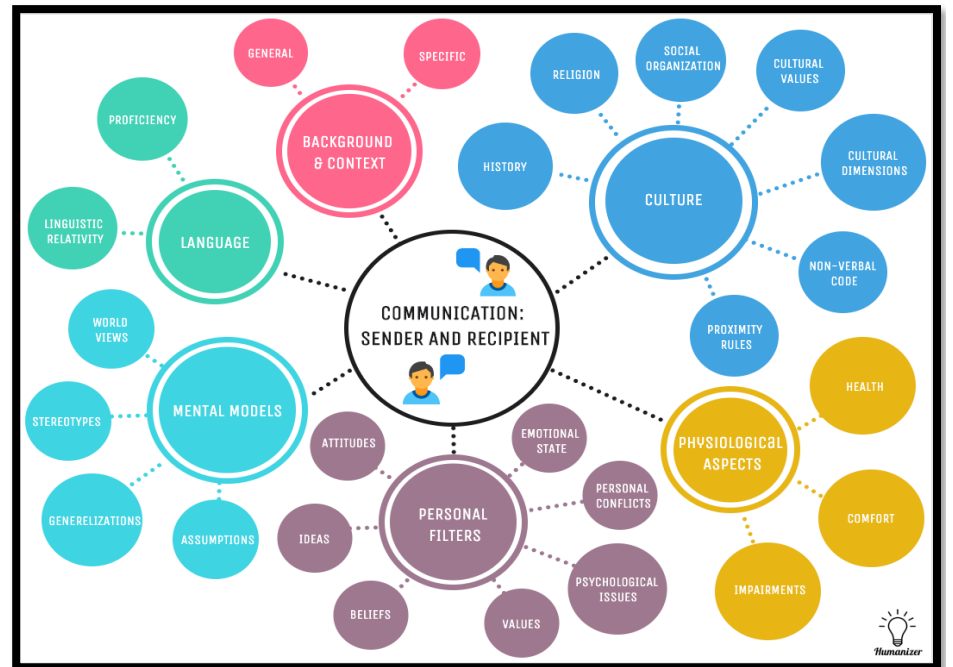 GENERAL
SPECIFIC
BACKGROUND
& CONTEXT
PROFICIENCY
LINGUISTIC
RELATIVITY
LANGUAGE
RELIGION
SOCIAL
ORGANIZATION
CULTURAL
VALUES
HISTORY
CULTURAL
DIMENSIONS
CULTURE
NON-VERBAL
CODE
PROXIMITY
RULES
COMMUNICATION:
SENDER AND RECIPIENT
WORLD
VIEWS
STEREOTYPES
MENTAL MODELS
GENERELIZATIONS
ASSUMPTIONS
ATTITUDES
EMOTIONAL
STATE
PERSONAL
CONFLICTS
IDEAS
PERSONAL
FILTERS
BELIEFS
VALUES
PSYCHOLOGICAL
ISSUES
HEALTH
PHYSIOLOGICAL
ASPECTS
COMFORT
IMPAIRMENTS
Humanizer